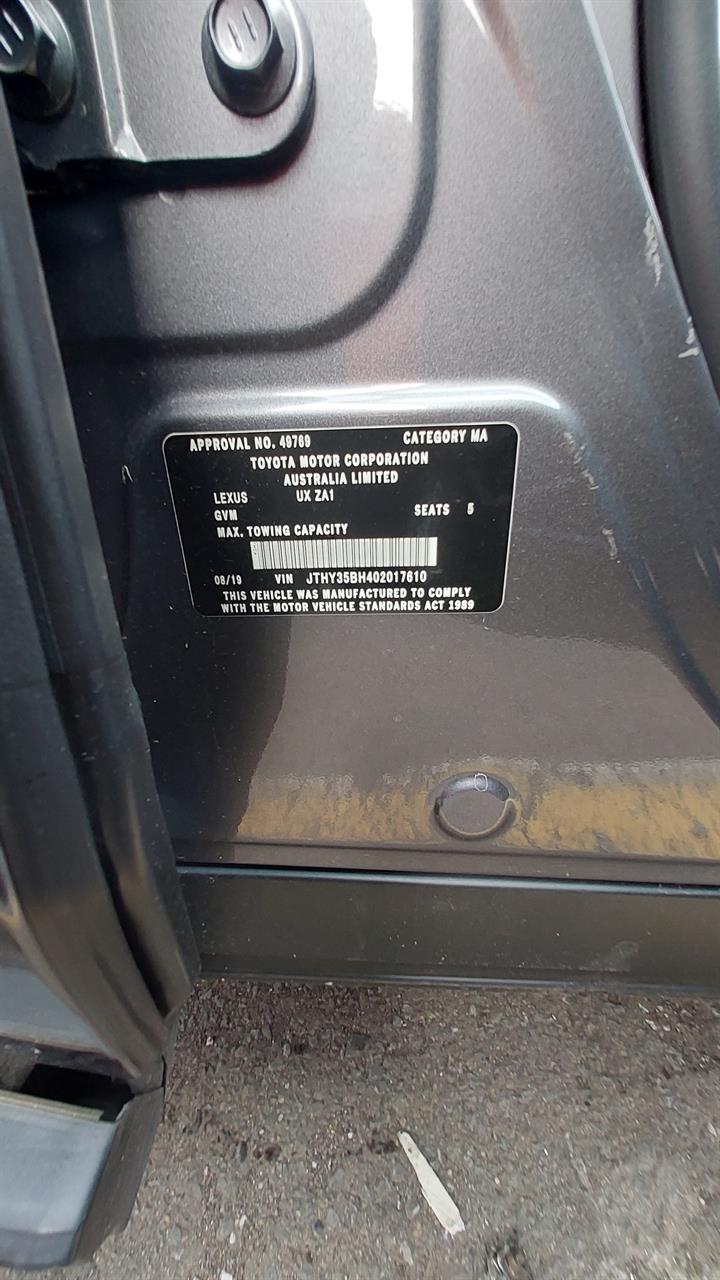 APPROVAL NO. 49769 CATEGORY MA
TOYOTA MOTOR CORPORATION
AUSTRALIA LIMITED
LEXUS UX ZA1
GVM SEATS 5
MAX. TOWING CAPACITY
08/19 VIN JTHY35BH402017610
THIS VEHICLE WAS MANUFACTURED TO COMPLY
WITH THE MOTOR VEHICLE STANDARDS ACT 1989